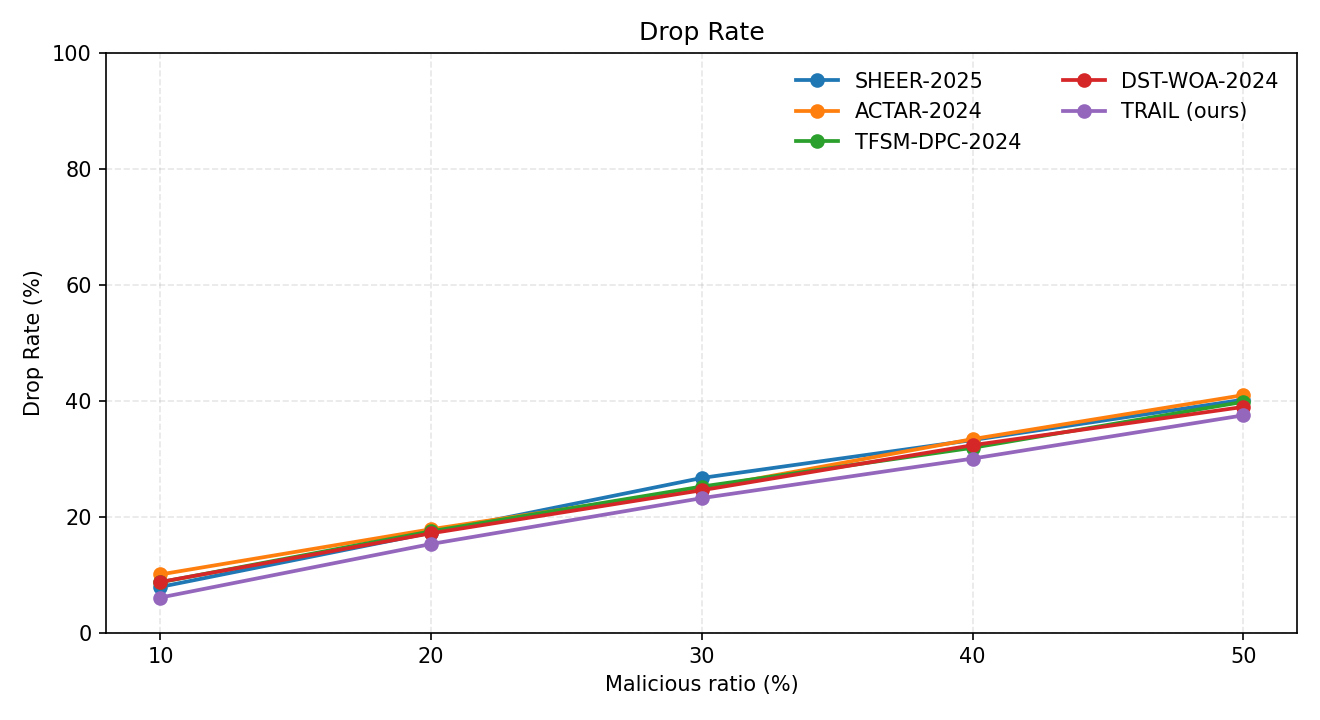 Drop Rate
100
80
60
40
20
0
Drop Rate (%)
SHEER-2025
ACTAR-2024
TFSM-DPC-2024
DST-WOA-2024
TRAIL (ours)
10 20 30 40 50
Malicious ratio (%)